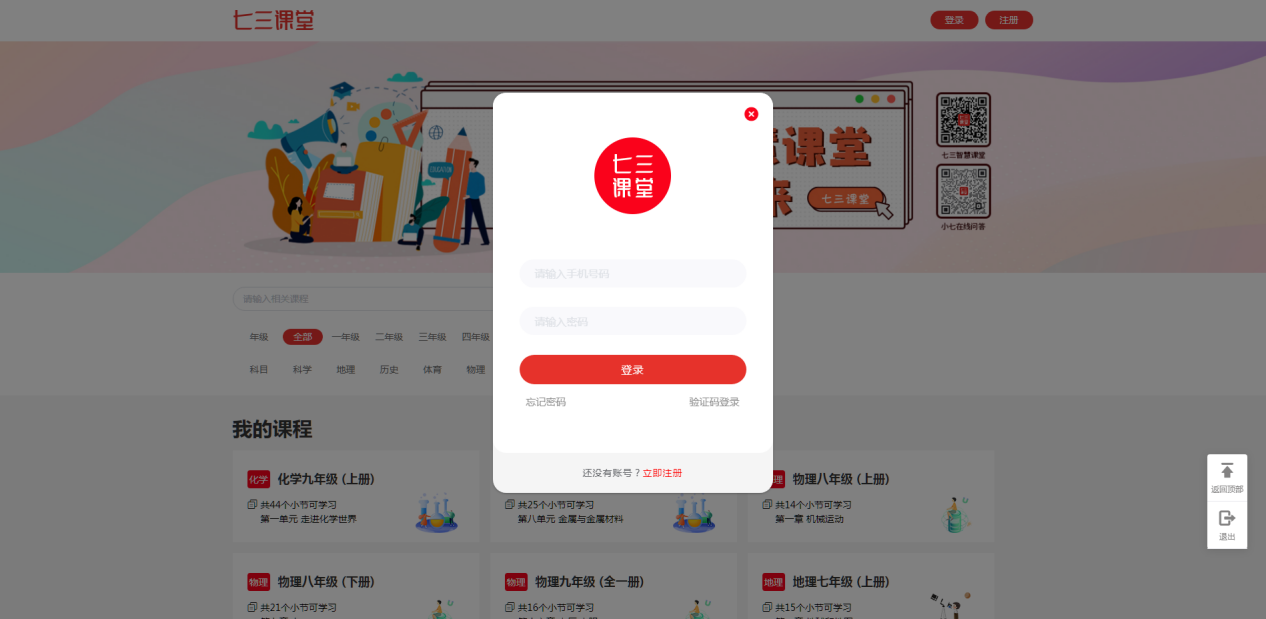 七三课堂
登录 注册
课堂
七三课堂
七三智慧课堂
小七在线问答
EDUCATION
七三
课堂
请输入手机号码
请输入密码
登录
忘记密码 验证码登录
还没有账号？立即注册
请输入相关课程
年级 全部 一年级 二年级 三年级 四年级
科目 科学 地理 历史 体育 物理
我的课程
化学 化学九年级 (上册)
共44个小节可学习
第一单元 走进化学世界
共25个小节可学习
第八单元 金属与金属材料
理 物理八年级 (上册)
共14个小节可学习
第一章 机械运动
物理 物理八年级 (下册)
共21个小节可学习
物理 物理九年级 (全一册)
共16个小节可学习
地理 地理七年级 (上册)
共15个小节可学习
返回顶部
退出